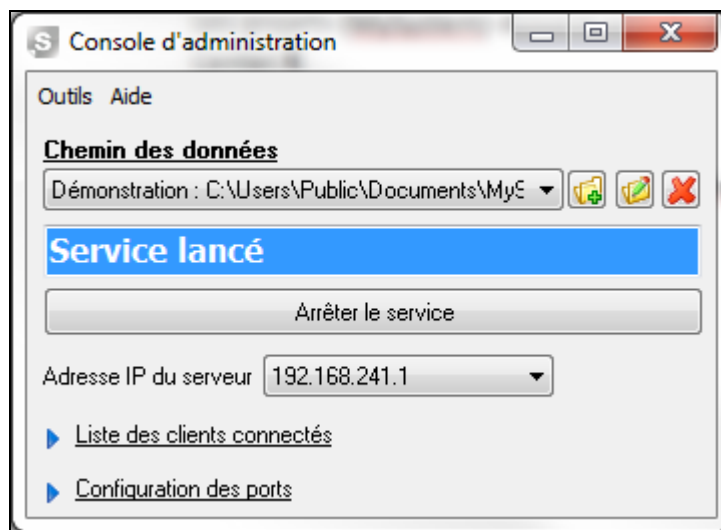 Console d'administration
Outils Aide
Chemin des données
Démonstration : C:\Users\Public\Documents\MyS
Service lancé
Arrêter le service
Adresse IP du serveur 192.168.241.1
Liste des clients connectés
Configuration des ports